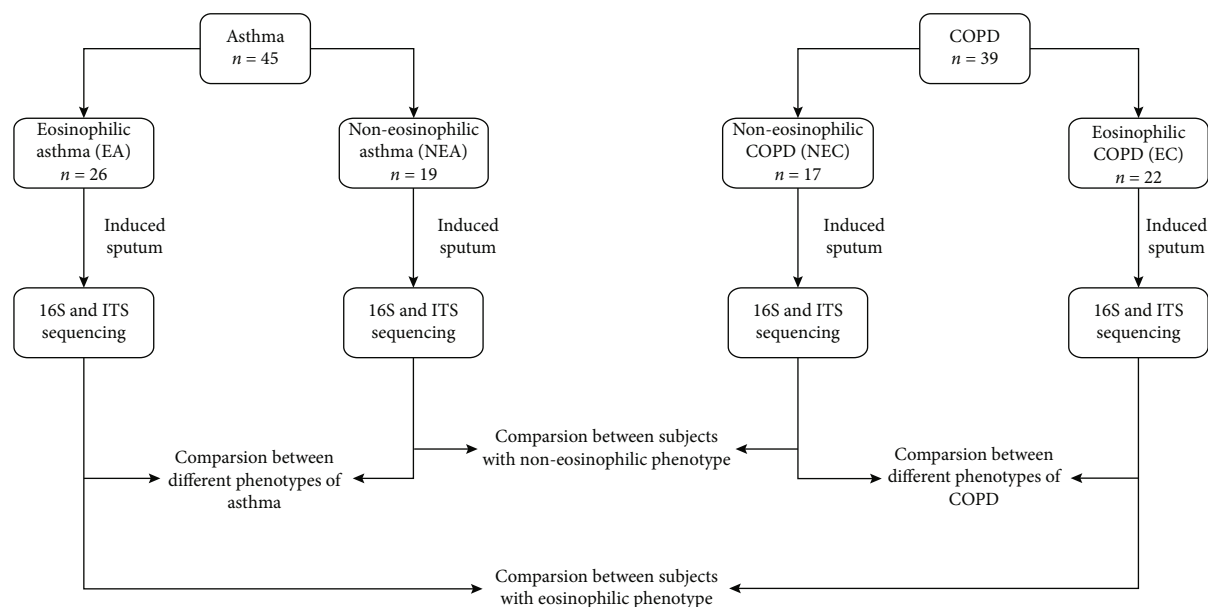 Asthma
n = 45
COPD
n = 39
Eosinophilic
asthma (EA)
n = 26
Non-eosinophilic
asthma (NEA)
n = 19
Non-eosinophilic
COPD (NEC)
n = 17
Eosinophilic
COPD (EC)
n = 22
Induced
sputum
Induced
sputum
Induced
sputum
Induced
sputum
16S and ITS
sequencing
16S and ITS
sequencing
16S and ITS
sequencing
16S and ITS
sequencing
Comparsion between
different phenotypes of
asthma
Comparsion between subjects
with non-eosinophilic phenotype
Comparsion between
different phenotypes of
COPD
Comparsion between subjects
with eosinophilic phenotype